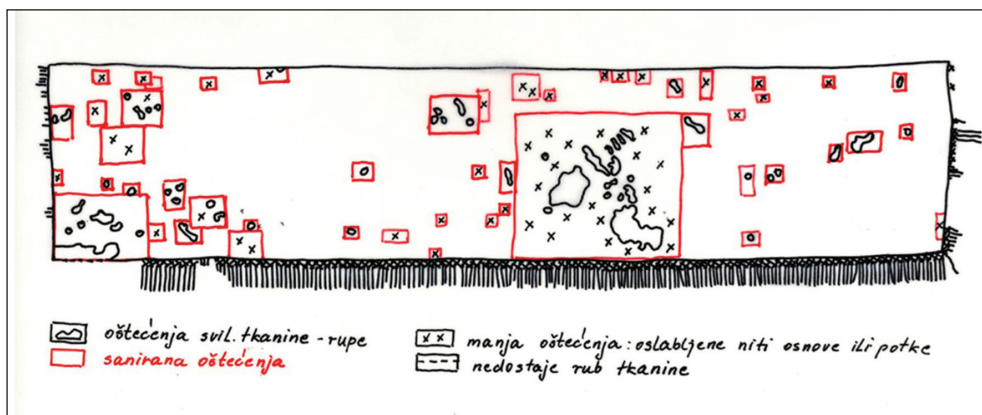 oštećenja svil. tkanine - rupe
sanirana oštećenja
manja oštećenja: oslabljene niti osnove ili potke
nedostaje rub tkanine